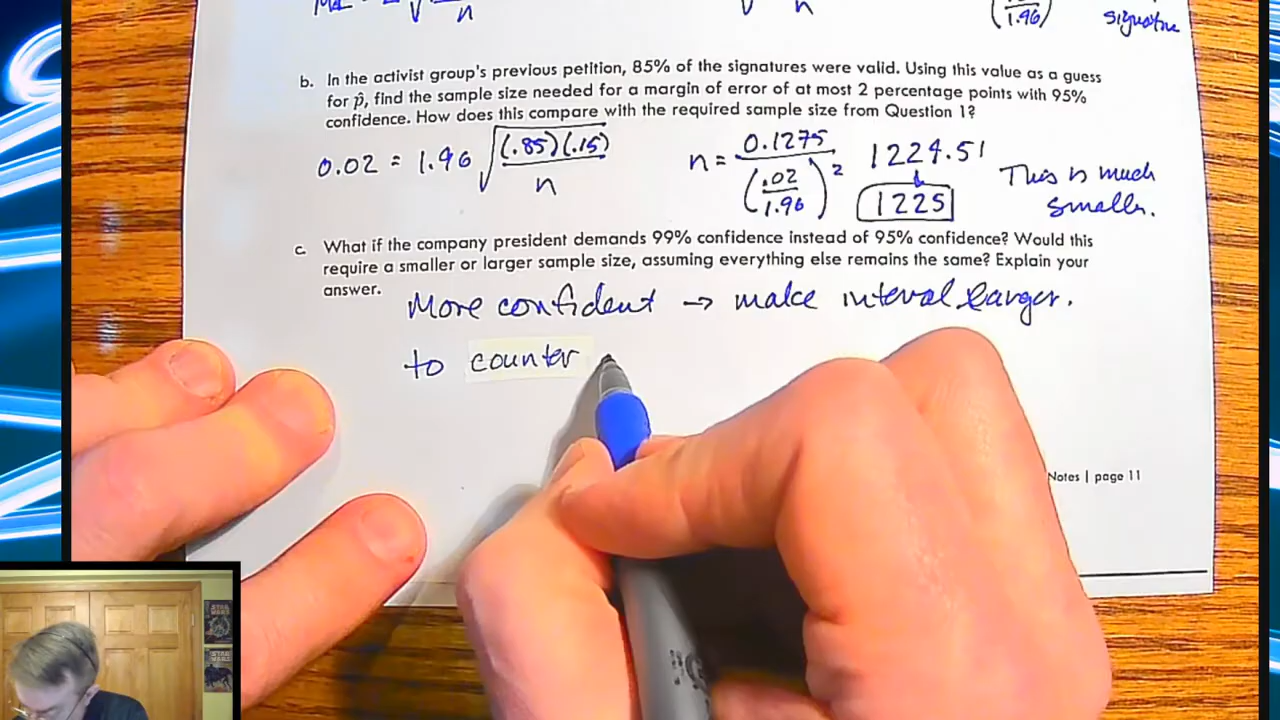 n
n
1.96
signature
b. In the activist group's previous petition, 85% of the signatures were valid. Using this value as a guess
for p̂, find the sample size needed for a margin of error of at most 2 percentage points with 95%
confidence. How does this compare with the required sample size from Question 1?
0.02 = 1.96 √((.85)(.15)/n) n = 0.1275/(.02/1.96)² 1224.51
↓
1225
This is much
smaller.
c. What if the company president demands 99% confidence instead of 95% confidence? Would this
require a smaller or larger sample size, assuming everything else remains the same? Explain your
answer.
More confident → make interval larger.
to counter
Notes | page 11
STAR
WARS